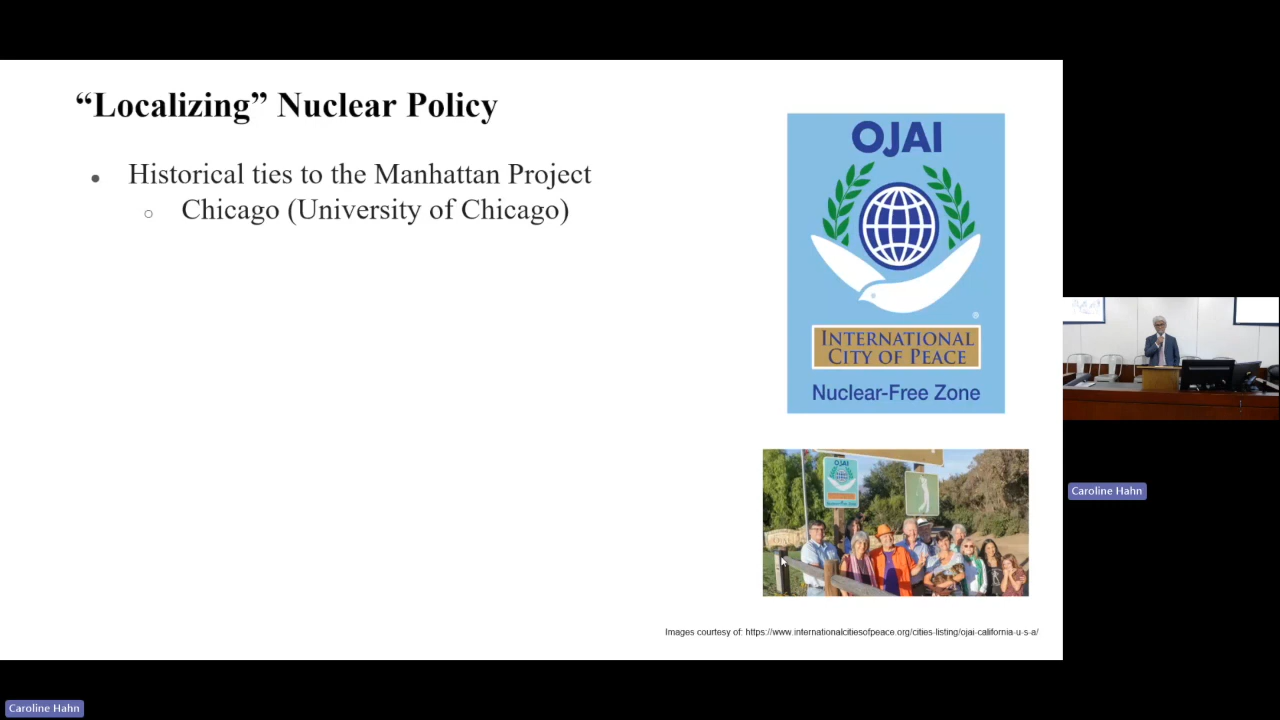 “Localizing” Nuclear Policy
● Historical ties to the Manhattan Project
○ Chicago (University of Chicago)
OJAI
INTERNATIONAL
CITY OF PEACE
Nuclear-Free Zone
OJAI
Images courtesy of: https://www.internationalcitiesofpeace.org/cities-listing/ojai-california-u-s-a/
Caroline Hahn
Caroline Hahn